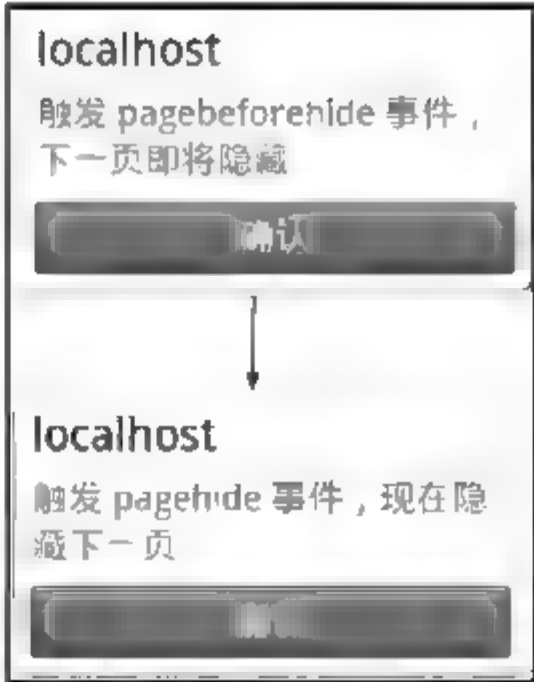 localhost
触发 pagebeforehide 事件，
下一页即将隐藏
确认
localhost
触发 pagehide 事件，现在隐
藏下一页